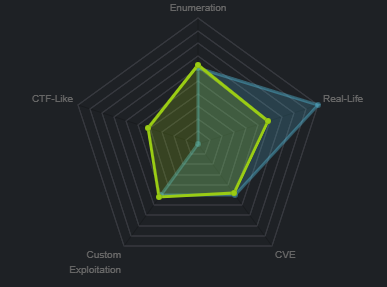 Enumeration
CTF-Like
Real-Life
Custom
Exploitation
CVE